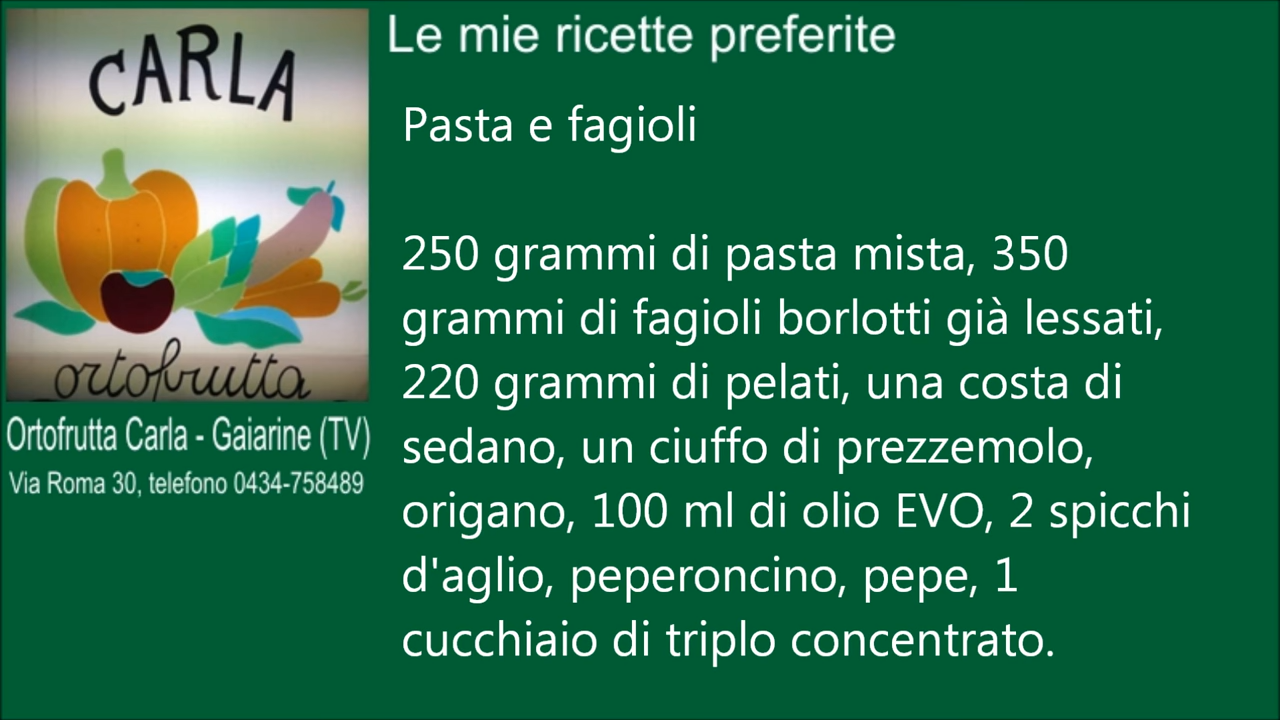 CARLA
ortofrutta
Ortofrutta Carla - Gaiarine (TV)
Via Roma 30, telefono 0434-758489
Le mie ricette preferite
Pasta e fagioli
250 grammi di pasta mista, 350
grammi di fagioli borlotti già lessati,
220 grammi di pelati, una costa di
sedano, un ciuffo di prezzemolo,
origano, 100 ml di olio EVO, 2 spicchi
d'aglio, peperoncino, pepe, 1
cucchiaio di triplo concentrato.